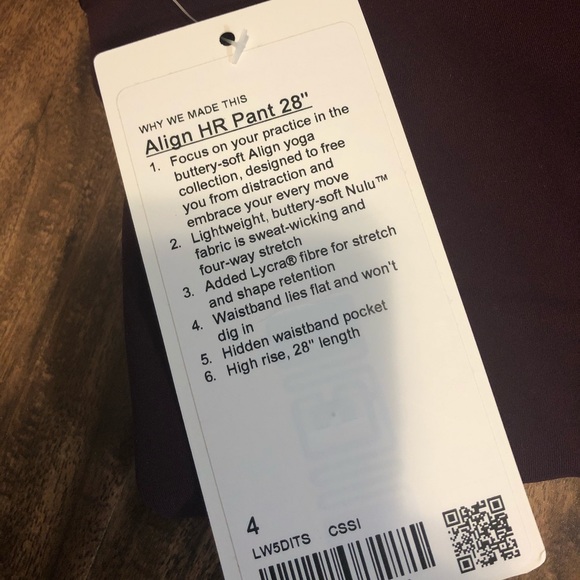 WHY WE MADE THIS
Align HR Pant 28"
1. Focus on your practice in the
buttery-soft Align yoga
collection, designed to free
you from distraction and
embrace your every move
2. Lightweight, buttery-soft Nulu™
fabric is sweat-wicking and
four-way stretch
3. Added Lycra® fibre for stretch
and shape retention
4. Waistband lies flat and won't
dig in
5. Hidden waistband pocket
6. High rise, 28" length
4
LW5DITS CSSI